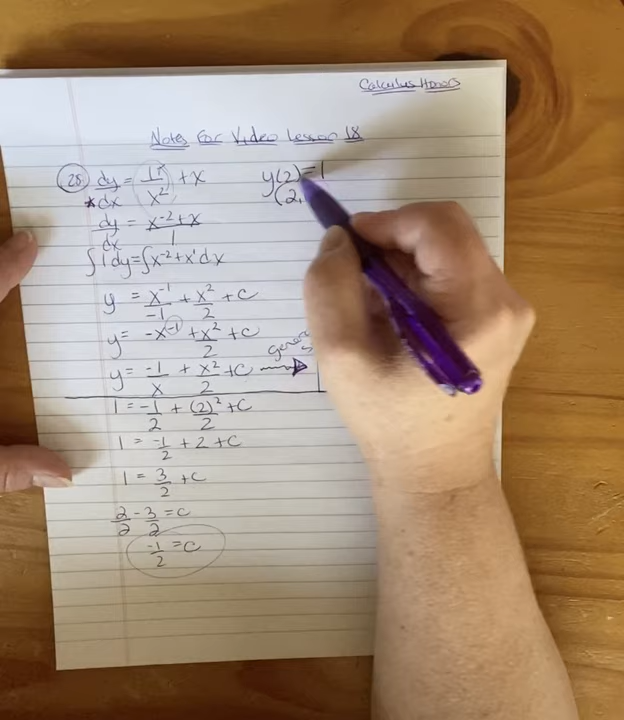 Calculus Honors
Notes For Video Lesson 18
28 dy/dx = 1/x² + x y(2)=1
* (2,
dy/dx = x⁻²+x/1
∫1dy=∫x⁻²+x¹dx
y = x⁻¹/-1 + x²/2 + C
y = -x⁻¹ + x²/2 + C
y = -1/x + x²/2 + C
1 = -1/2 + (2)²/2 + C
1 = -1/2 + 2 + C
1 = 3/2 + C
2/2 - 3/2 = C
-1/2 = C